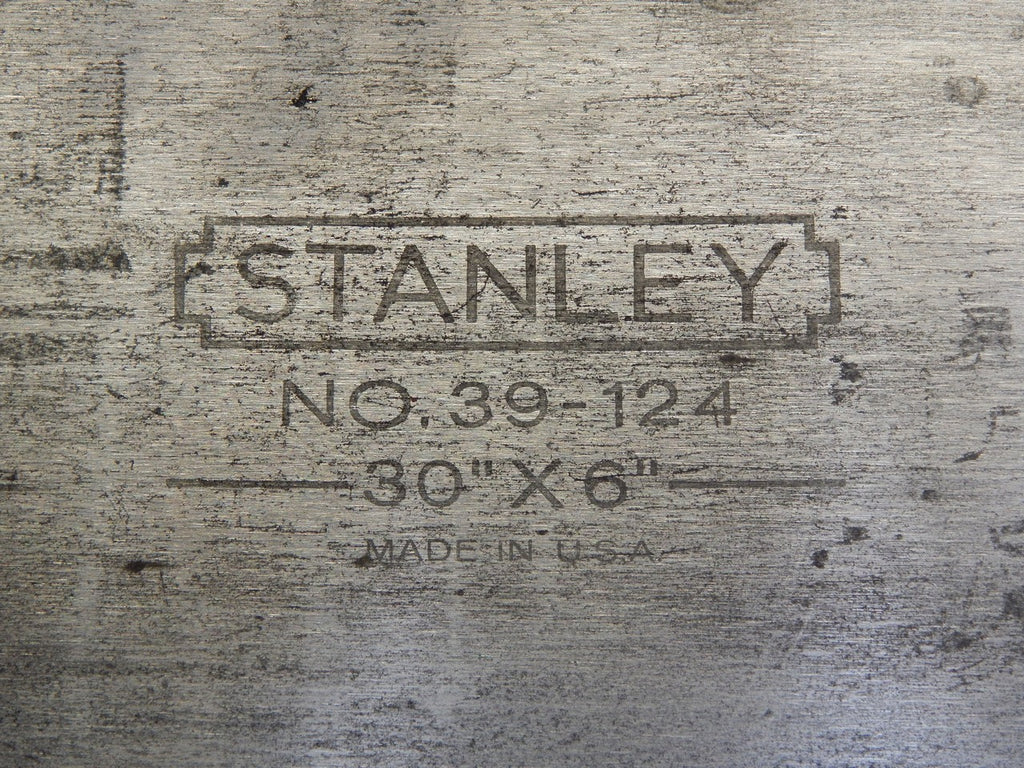 STANLEY
NO. 39-124
30" X 6"
MADE IN U.S.A